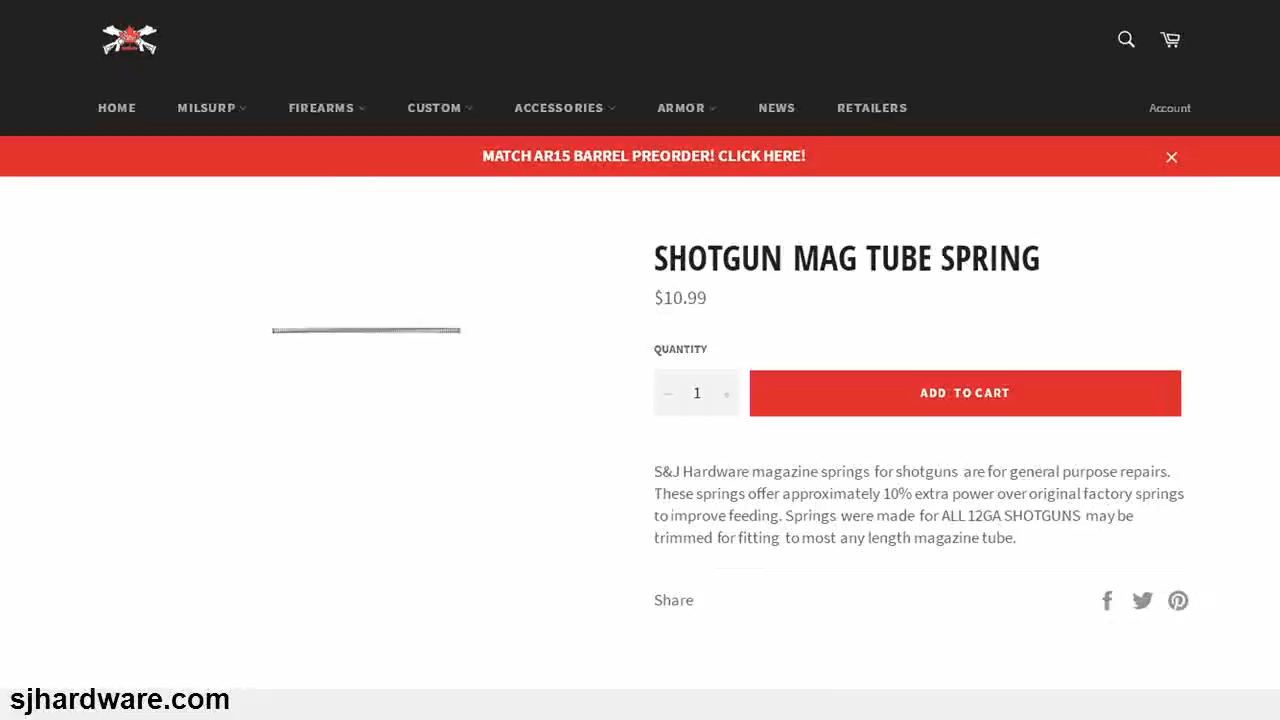 HOME MILSURP FIREARMS CUSTOM ACCESSORIES ARMOR NEWS RETAILERS Account
MATCH AR15 BARREL PREORDER! CLICK HERE!
SHOTGUN MAG TUBE SPRING
$10.99
QUANTITY
− 1 +
ADD TO CART
S&J Hardware magazine springs for shotguns are for general purpose repairs.
These springs offer approximately 10% extra power over original factory springs
to improve feeding. Springs were made for ALL 12GA SHOTGUNS may be
trimmed for fitting to most any length magazine tube.
Share
sjhardware.com